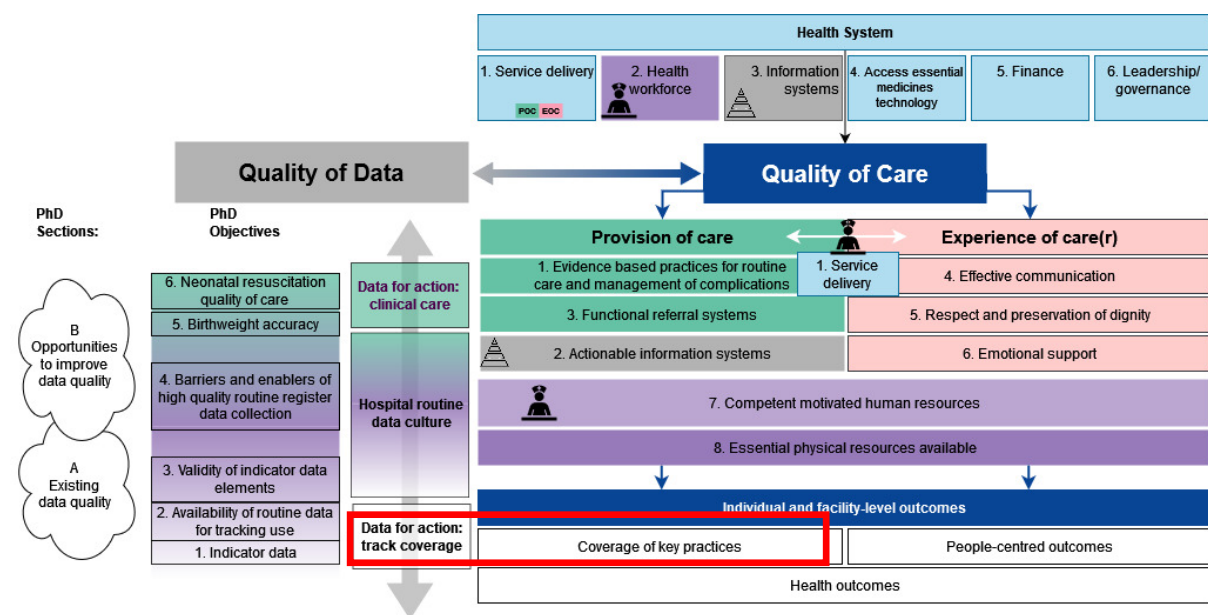 Health System
1. Service delivery
POC EOC
2. Health
workforce
3. Information
systems
4. Access essential
medicines
technology
5. Finance
6. Leadership/
governance
Quality of Data
Quality of Care
PhD
Sections:
PhD
Objectives
B
Opportunities
to improve
data quality
A
Existing
data quality
6. Neonatal resuscitation
quality of care
5. Birthweight accuracy
4. Barriers and enablers of
high quality routine register
data collection
3. Validity of indicator data
elements
2. Availability of routine data
for tracking use
1. Indicator data
Data for action:
clinical care
Hospital routine
data culture
Data for action:
track coverage
Provision of care
Experience of care(r)
1. Evidence based practices for routine
care and management of complications
1. Service
delivery
4. Effective communication
3. Functional referral systems
5. Respect and preservation of dignity
2. Actionable information systems
6. Emotional support
7. Competent motivated human resources
8. Essential physical resources available
Individual and facility-level outcomes
Coverage of key practices
People-centred outcomes
Health outcomes